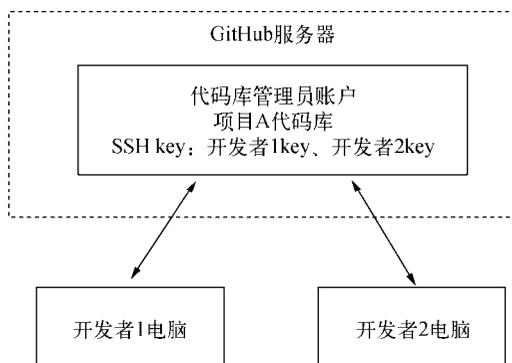 GitHub服务器
代码库管理员账户
项目A代码库
SSH key：开发者1key、开发者2key
开发者1电脑
开发者2电脑